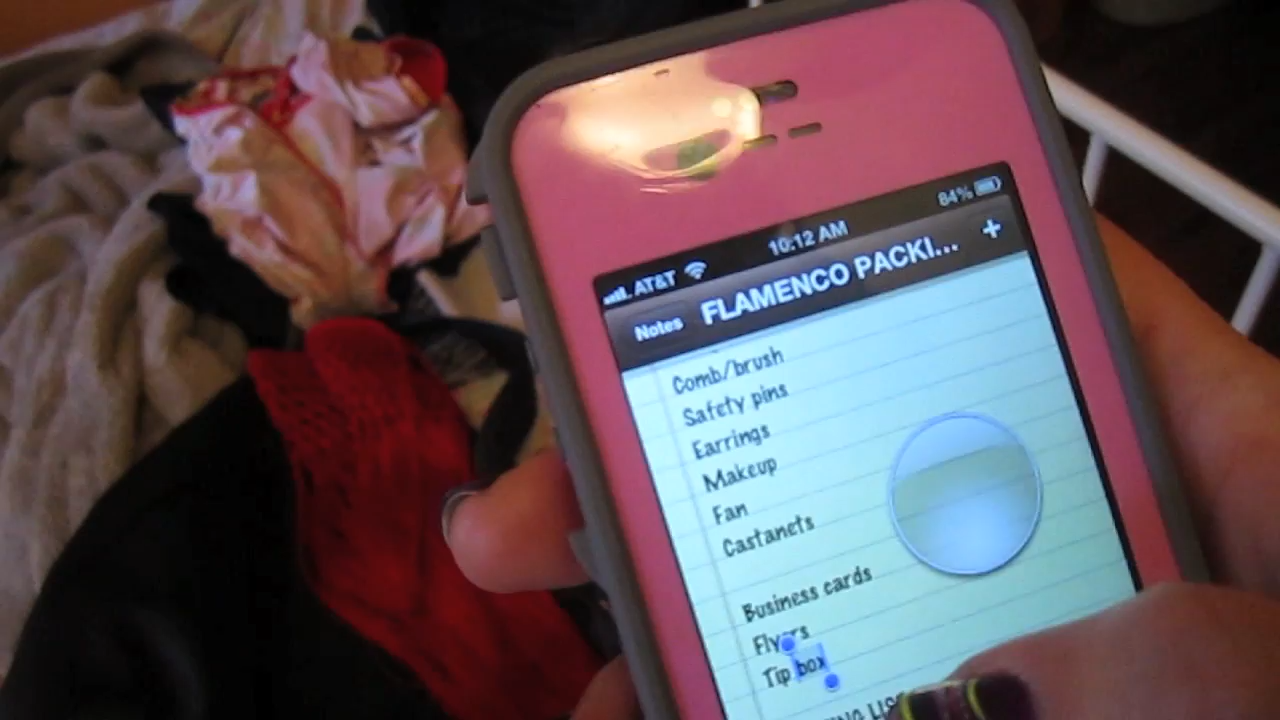 AT&T 10:12 AM 84%
Notes FLAMENCO PACKI... +
Comb/brush
Safety pins
Earrings
Makeup
Fan
Castanets
Business cards
Flyers
Tip box